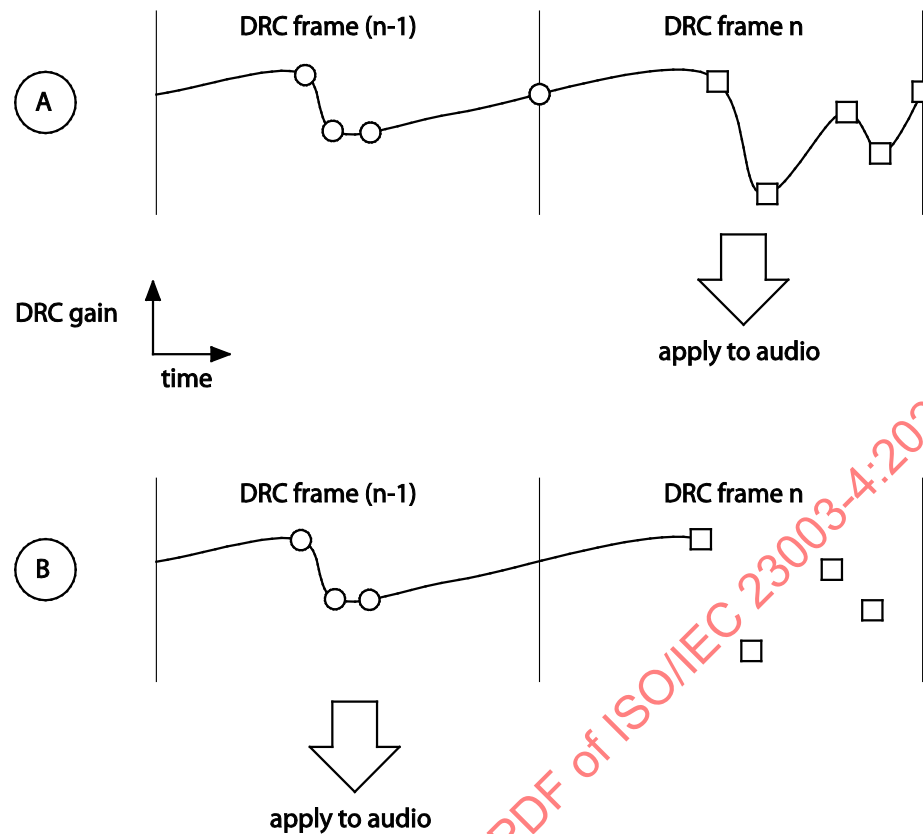 DRC frame (n-1)
DRC frame n
A
DRC gain
time
apply to audio
DRC frame (n-1)
DRC frame n
B
apply to audio
PDF of ISO/IEC 23003-4:202